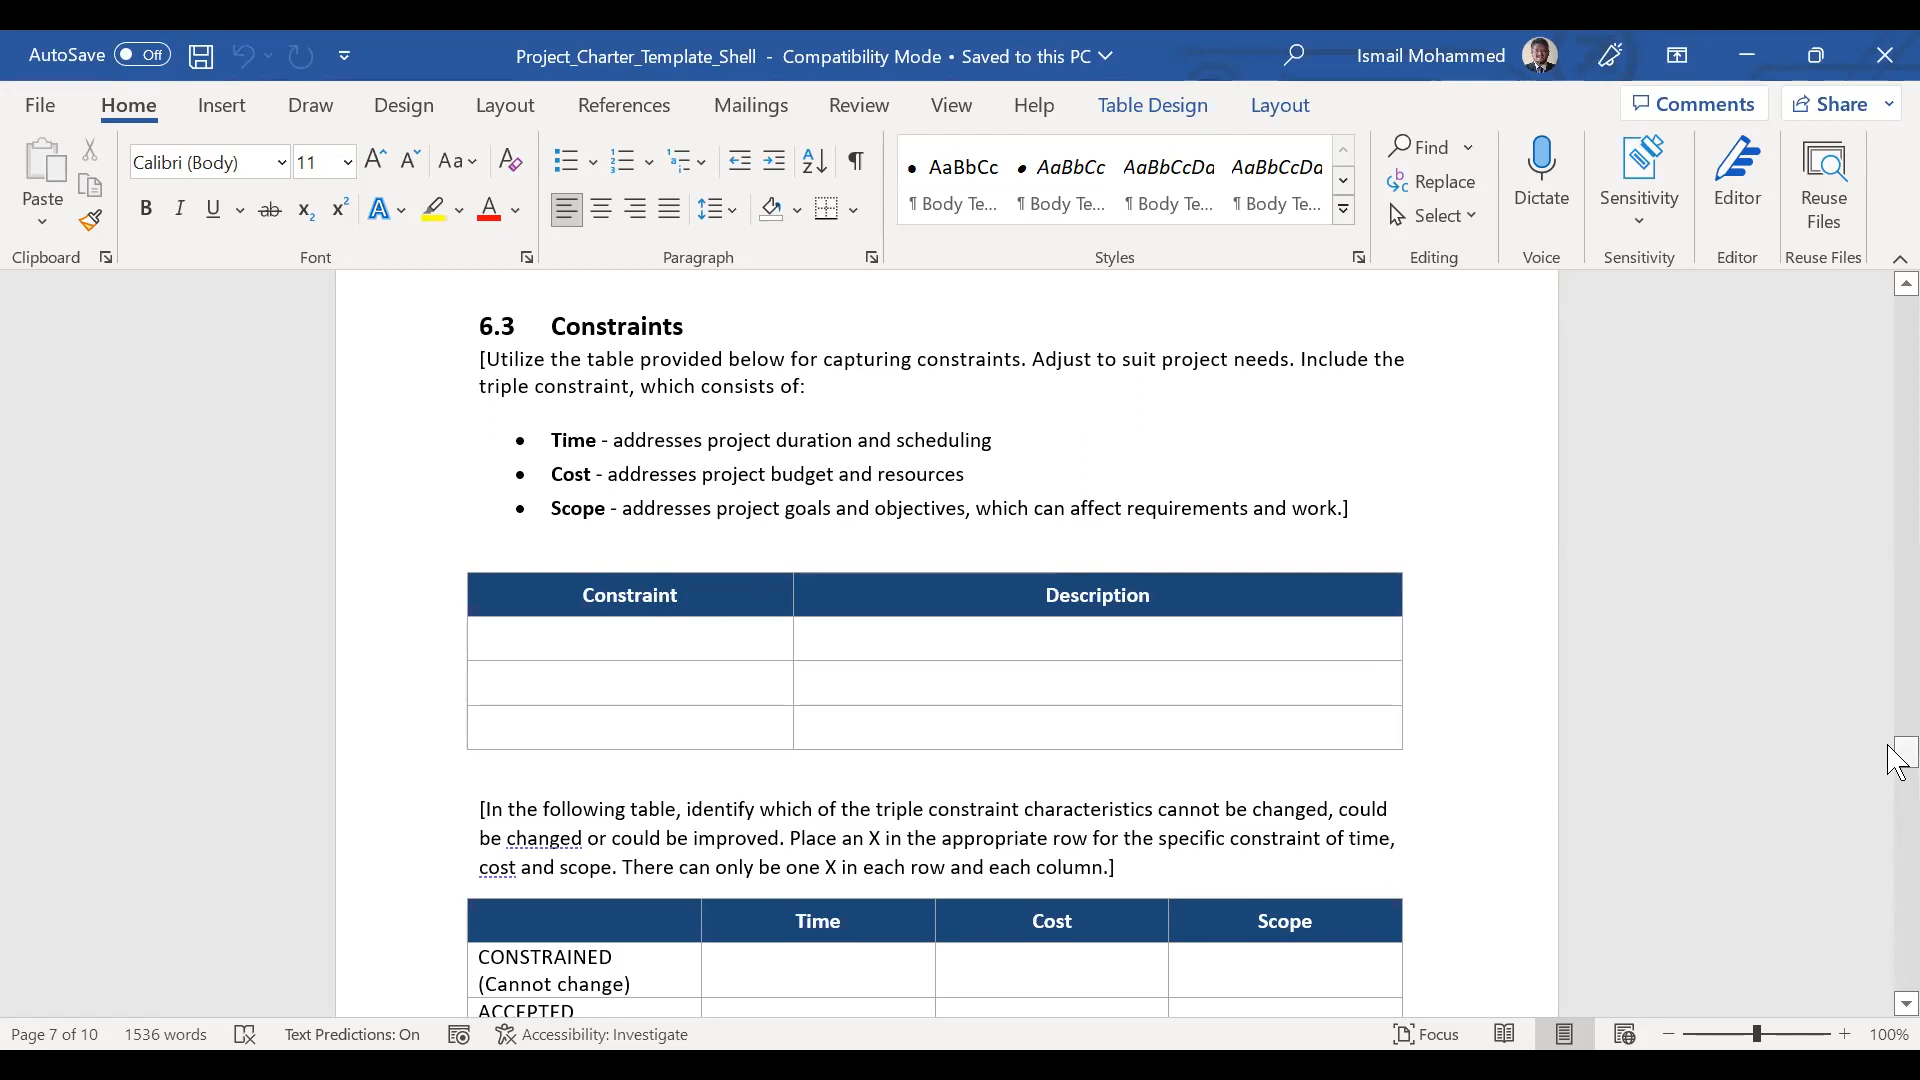 AutoSave Off Project_Charter_Template_Shell - Compatibility Mode • Saved to this PC Ismail Mohammed
File Home Insert Draw Design Layout References Mailings Review View Help Table Design Layout Comments Share
Paste
Calibri (Body) 11 Aa
B I U ab x2 x2 A A
AaBbCc AaBbCc AaBbCcDd AaBbCcDd
¶ Body Te... ¶ Body Te... ¶ Body Te... ¶ Body Te...
Find
Replace
Select
Dictate Sensitivity Editor Reuse Files
Clipboard Font Paragraph Styles Editing Voice Sensitivity Editor Reuse Files
6.3 Constraints
[Utilize the table provided below for capturing constraints. Adjust to suit project needs. Include the
triple constraint, which consists of:
• Time - addresses project duration and scheduling
• Cost - addresses project budget and resources
• Scope - addresses project goals and objectives, which can affect requirements and work.]
Constraint Description
[In the following table, identify which of the triple constraint characteristics cannot be changed, could
be changed or could be improved. Place an X in the appropriate row for the specific constraint of time,
cost and scope. There can only be one X in each row and each column.]
Time Cost Scope
CONSTRAINED
(Cannot change)
ACCEPTED
Page 7 of 10 1536 words Text Predictions: On Accessibility: Investigate Focus 100%